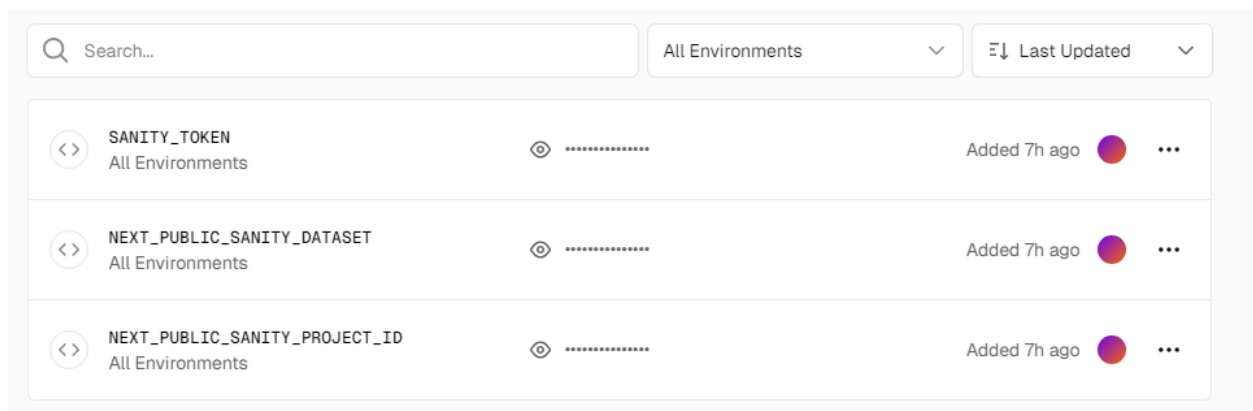 Search...
All Environments
Last Updated
SANITY_TOKEN
All Environments
•••••••••••••••
Added 7h ago
NEXT_PUBLIC_SANITY_DATASET
All Environments
•••••••••••••••
Added 7h ago
NEXT_PUBLIC_SANITY_PROJECT_ID
All Environments
•••••••••••••••
Added 7h ago